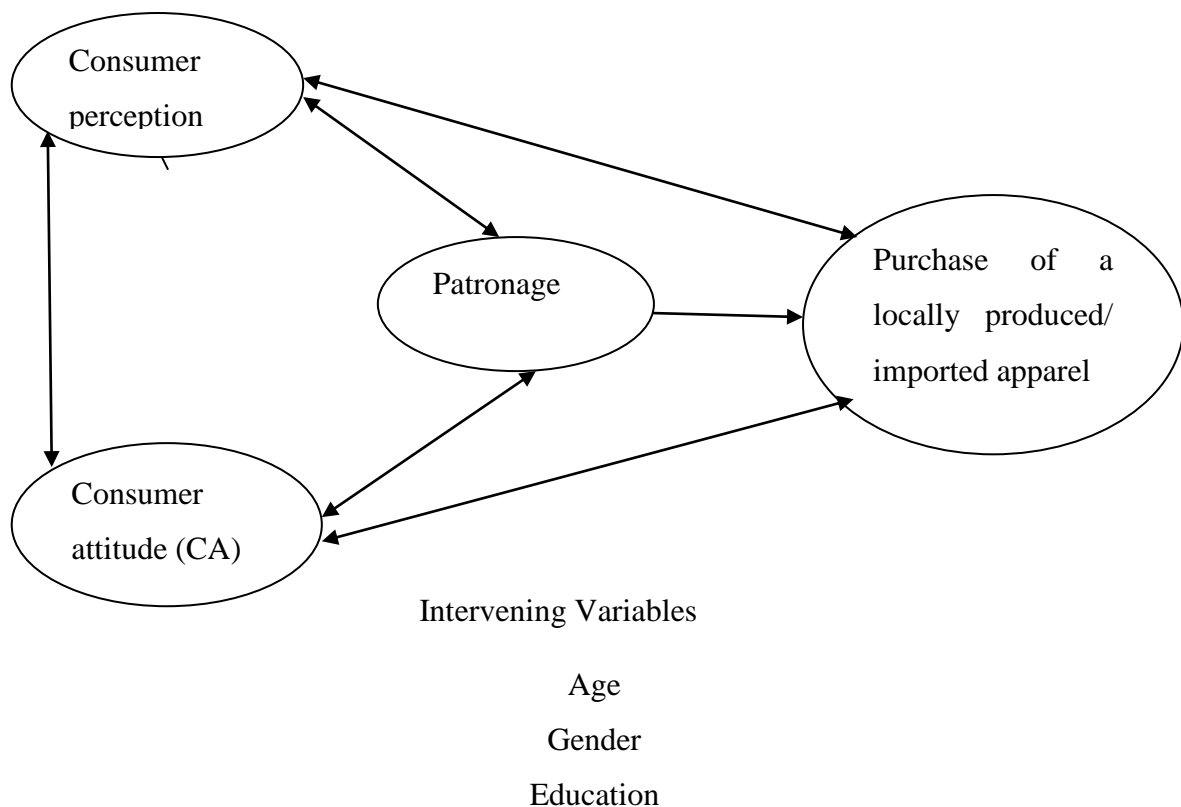 Consumer
perception
Patronage
Purchase of a
locally produced/
imported apparel
Consumer
attitude (CA)
Intervening Variables
Age
Gender
Education